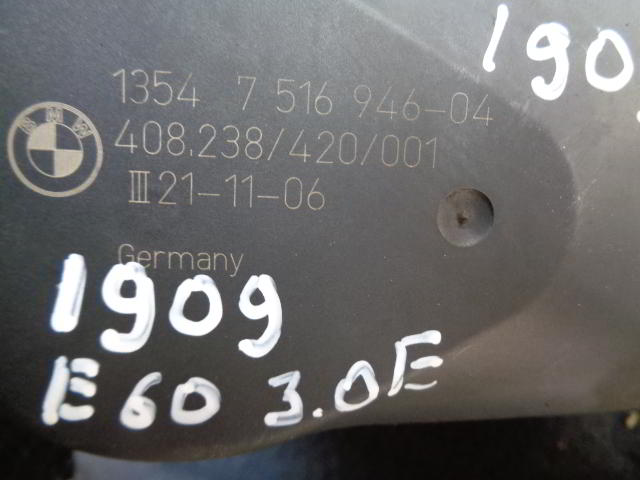 190
1354 7 516 946-04
BMW
408.238/420/001
III 21-11-06
Germany
1909
E60 3.0E